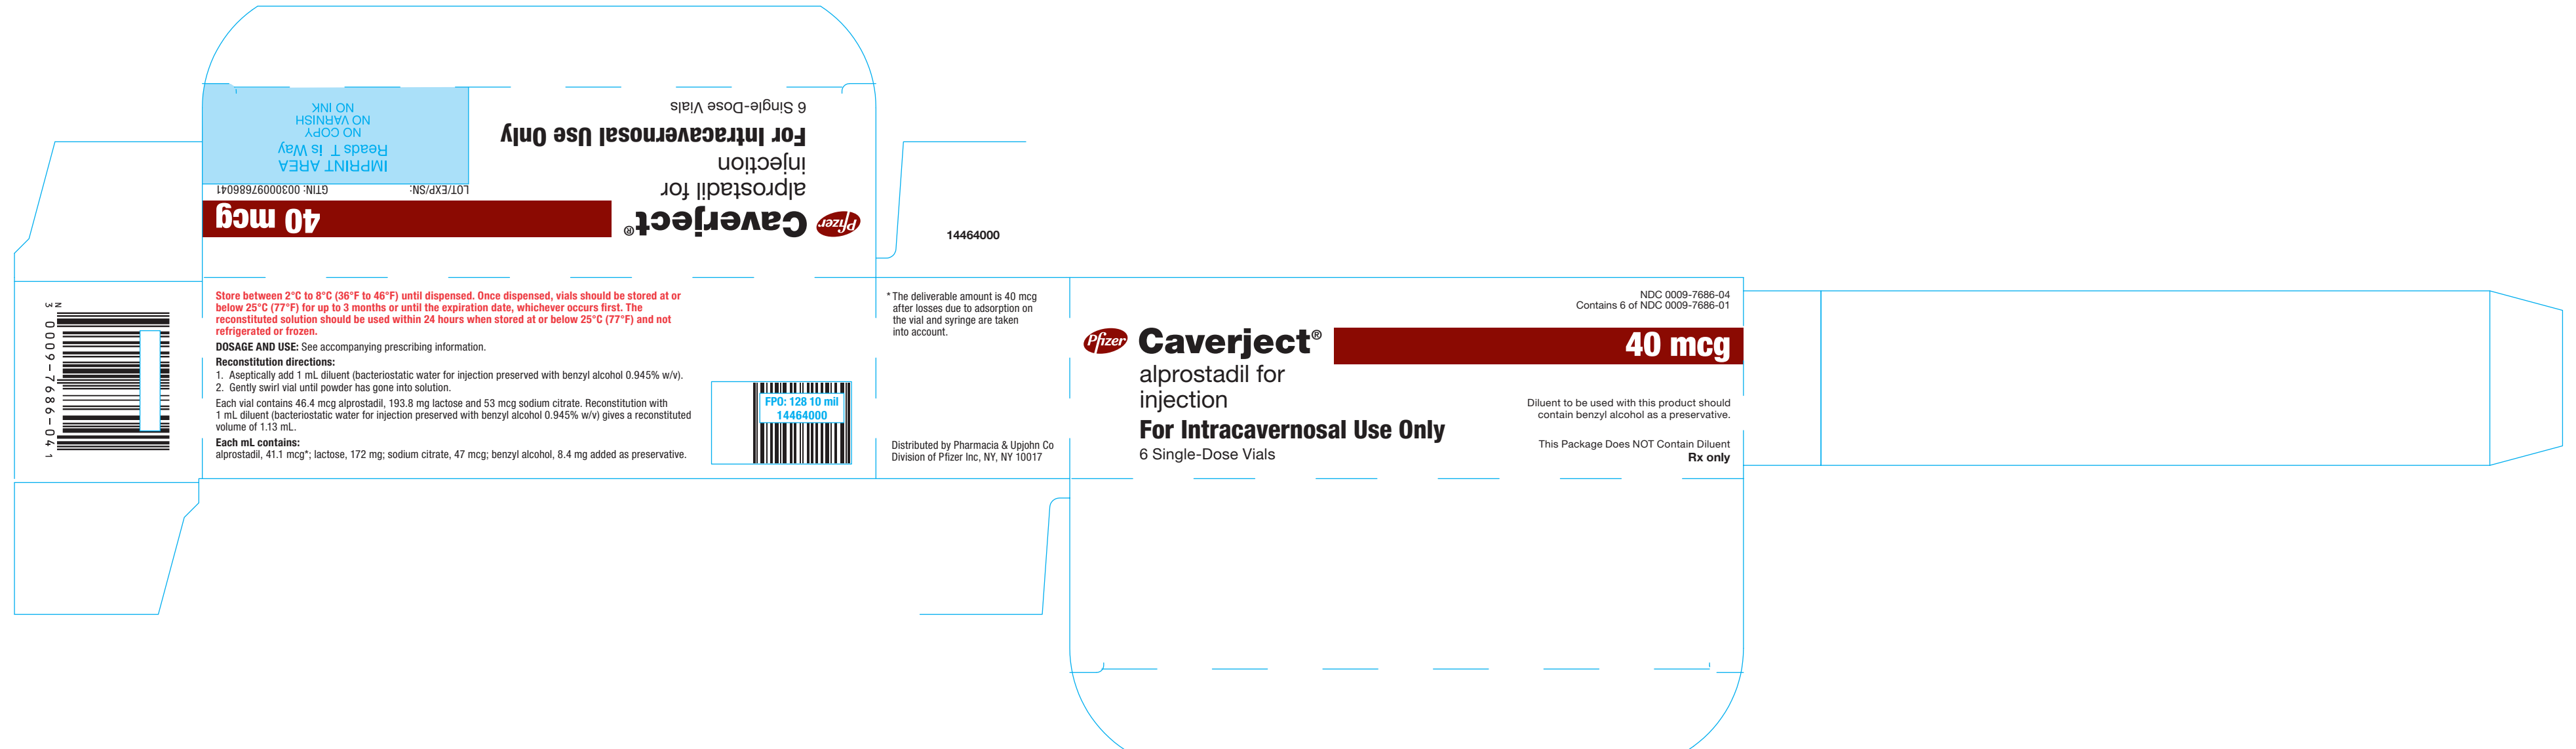 6 Single-Dose Vials
For Intracavernosal Use Only
injection
alprostadil for
Caverject®
Pfizer
40 mcg
LOT/EXP/SN:
GTIN: 00300097686041
IMPRINT AREA
Reads T is Way
NO COPY
NO VARNISH
NO INK
14464000
N
3 0009-7686-04 1
Store between 2°C to 8°C (36°F to 46°F) until dispensed. Once dispensed, vials should be stored at or
below 25°C (77°F) for up to 3 months or until the expiration date, whichever occurs first. The
reconstituted solution should be used within 24 hours when stored at or below 25°C (77°F) and not
refrigerated or frozen.
DOSAGE AND USE: See accompanying prescribing information.
Reconstitution directions:
1. Aseptically add 1 mL diluent (bacteriostatic water for injection preserved with benzyl alcohol 0.945% w/v).
2. Gently swirl vial until powder has gone into solution.
Each vial contains 46.4 mcg alprostadil, 193.8 mg lactose and 53 mcg sodium citrate. Reconstitution with
1 mL diluent (bacteriostatic water for injection preserved with benzyl alcohol 0.945% w/v) gives a reconstituted
volume of 1.13 mL.
Each mL contains:
alprostadil, 41.1 mcg*; lactose, 172 mg; sodium citrate, 47 mcg; benzyl alcohol, 8.4 mg added as preservative.
FPO: 128 10 mil
14464000
* The deliverable amount is 40 mcg
after losses due to adsorption on
the vial and syringe are taken
into account.
Distributed by Pharmacia & Upjohn Co
Division of Pfizer Inc, NY, NY 10017
NDC 0009-7686-04
Contains 6 of NDC 0009-7686-01
Pfizer
Caverject®
40 mcg
alprostadil for
injection
For Intracavernosal Use Only
6 Single-Dose Vials
Diluent to be used with this product should
contain benzyl alcohol as a preservative.
This Package Does NOT Contain Diluent
Rx only